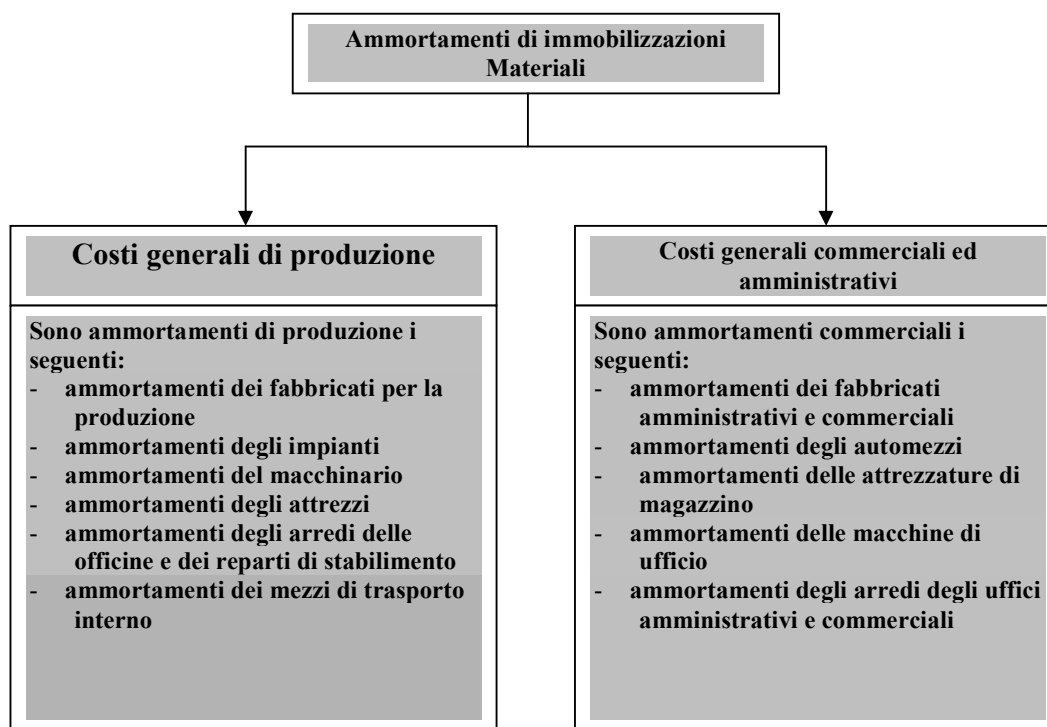 Ammortamenti di immobilizzazioni
Materiali
Costi generali di produzione
Sono ammortamenti di produzione i
seguenti:
- ammortamenti dei fabbricati per la
produzione
- ammortamenti degli impianti
- ammortamenti del macchinario
- ammortamenti degli attrezzi
- ammortamenti degli arredi delle
officine e dei reparti di stabilimento
- ammortamenti dei mezzi di trasporto
interno
Costi generali commerciali ed
amministrativi
Sono ammortamenti commerciali i
seguenti:
- ammortamenti dei fabbricati
amministrativi e commerciali
- ammortamenti degli automezzi
- ammortamenti delle attrezzature di
magazzino
- ammortamenti delle macchine di
ufficio
- ammortamenti degli arredi degli uffici
amministrativi e commerciali